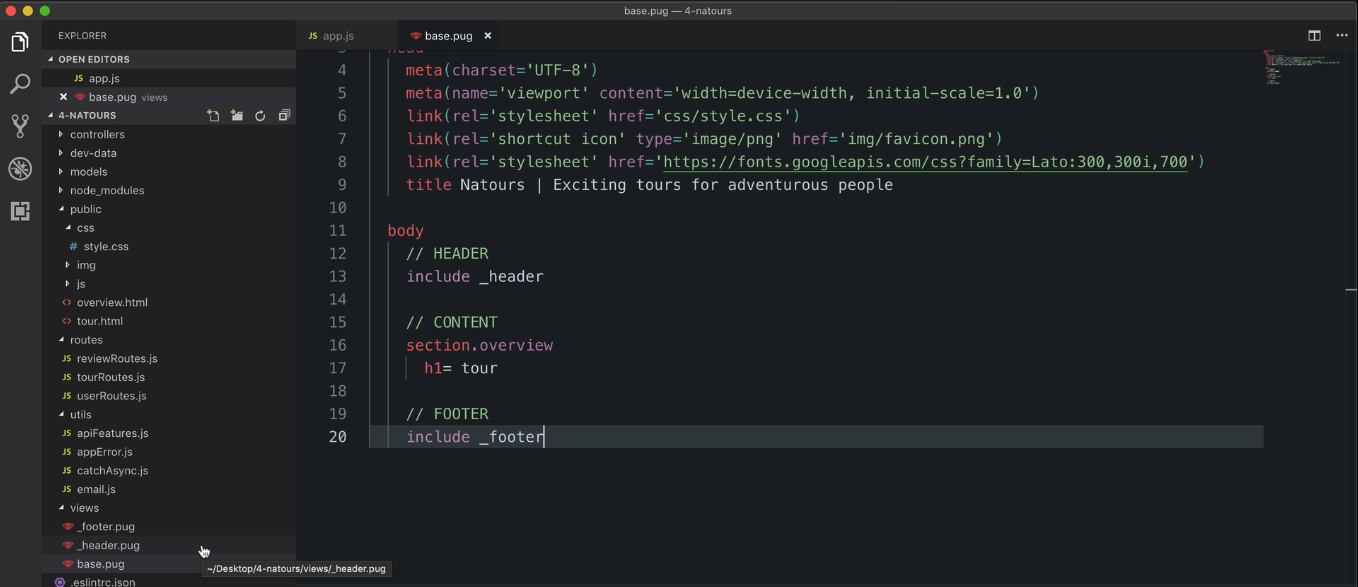 base.pug — 4-natours
EXPLORER
OPEN EDITORS
JS app.js
base.pug views
4-NATOURS
controllers
dev-data
models
node_modules
public
css
# style.css
img
js
<> overview.html
<> tour.html
routes
JS reviewRoutes.js
JS tourRoutes.js
JS userRoutes.js
utils
JS apiFeatures.js
JS appError.js
JS catchAsync.js
JS email.js
views
_footer.pug
_header.pug
base.pug
.eslintrc.json
~/Desktop/4-natours/views/_header.pug
JS app.js
base.pug
3 head
4 meta(charset='UTF-8')
5 meta(name='viewport' content='width=device-width, initial-scale=1.0')
6 link(rel='stylesheet' href='css/style.css')
7 link(rel='shortcut icon' type='image/png' href='img/favicon.png')
8 link(rel='stylesheet' href='https://fonts.googleapis.com/css?family=Lato:300,300i,700')
9 title Natours | Exciting tours for adventurous people
10
11 body
12 // HEADER
13 include _header
14
15 // CONTENT
16 section.overview
17 h1= tour
18
19 // FOOTER
20 include _footer